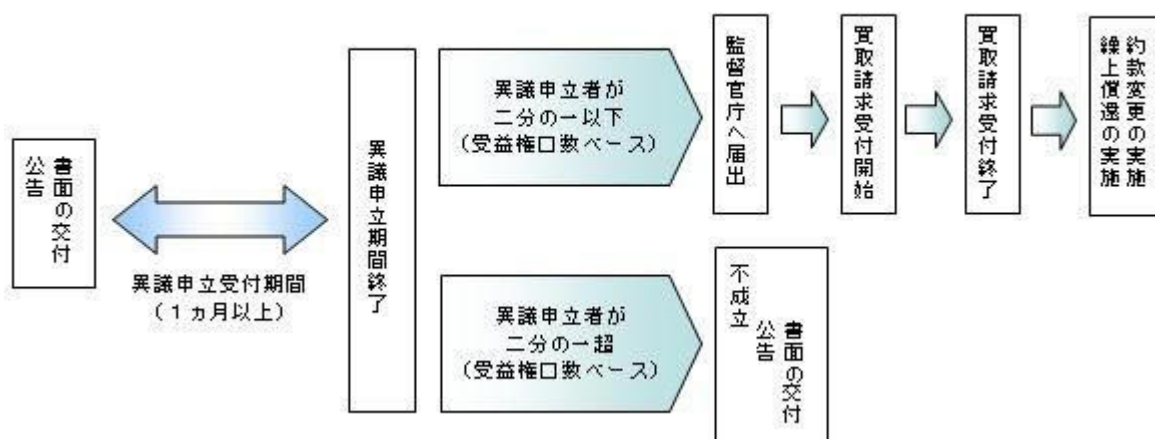 書面の交付
公告
異議申立受付期間
(1ヵ月以上)
異議申立期間終了
異議申立者が
二分の一以下
(受益権口数ベース)
監督官庁へ届出
買取請求受付開始
買取請求受付終了
約款変更の実施
繰上償還の実施
異議申立者が
二分の一超
(受益権口数ベース)
不成立
書面の交付
公告